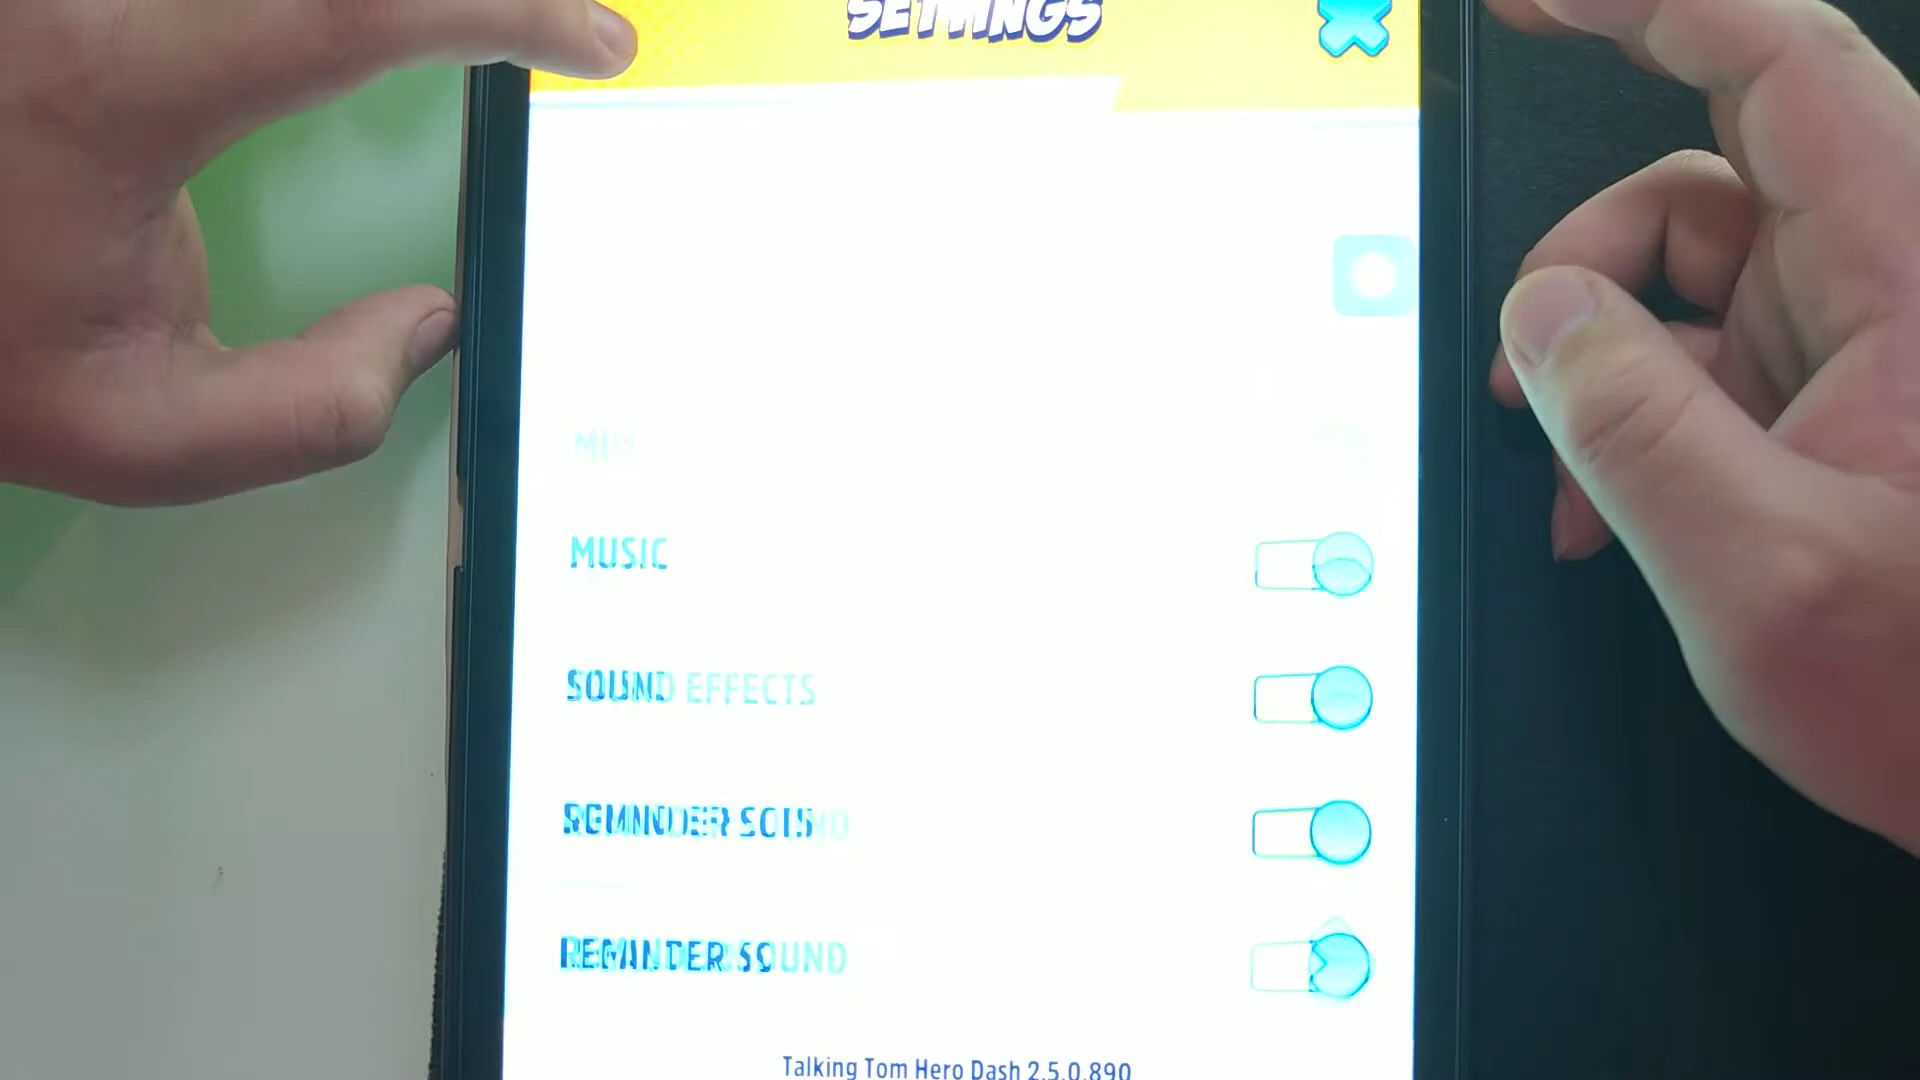 SETTINGS
MUSIC
SOUND EFFECTS
REMINDER SOUND
Talking Tom Hero Dash 2.5.0.890